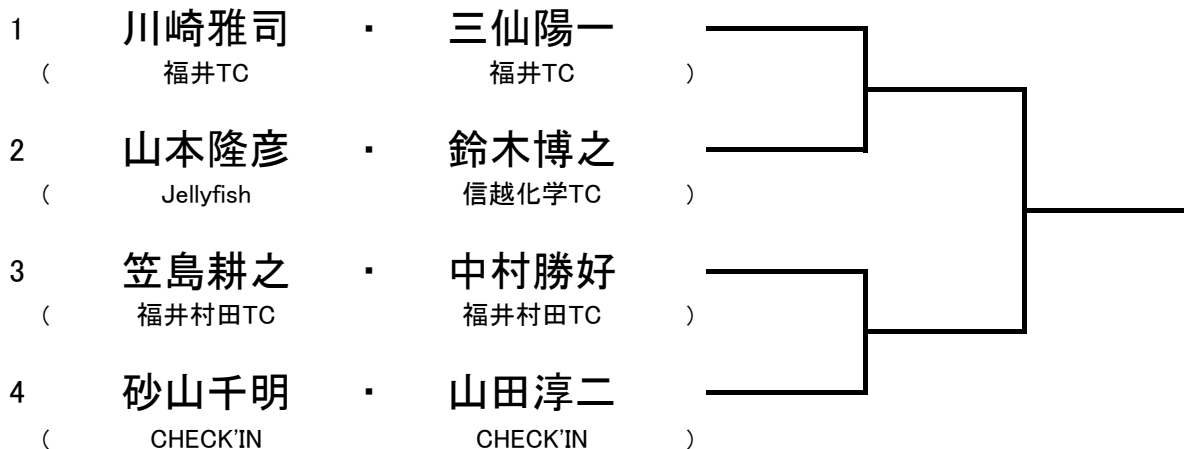 1 川崎雅司 ・ 三仙陽一
( 福井TC 福井TC )
2 山本隆彦 ・ 鈴木博之
( Jellyfish 信越化学TC )
3 笠島耕之 ・ 中村勝好
( 福井村田TC 福井村田TC )
4 砂山千明 ・ 山田淳二
( CHECK'IN CHECK'IN )